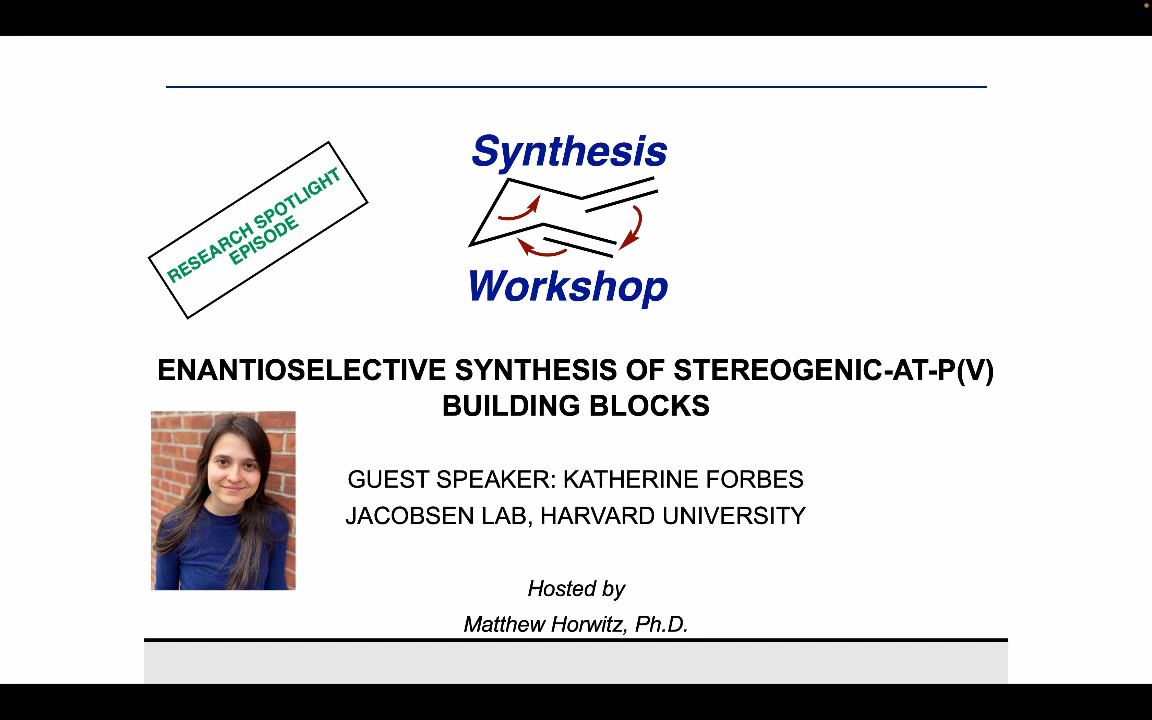 Synthesis
RESEARCH SPOTLIGHT
EPISODE
Workshop
ENANTIOSELECTIVE SYNTHESIS OF STEREOGENIC-AT-P(V)
BUILDING BLOCKS
GUEST SPEAKER: KATHERINE FORBES
JACOBSEN LAB, HARVARD UNIVERSITY
Hosted by
Matthew Horwitz, Ph.D.